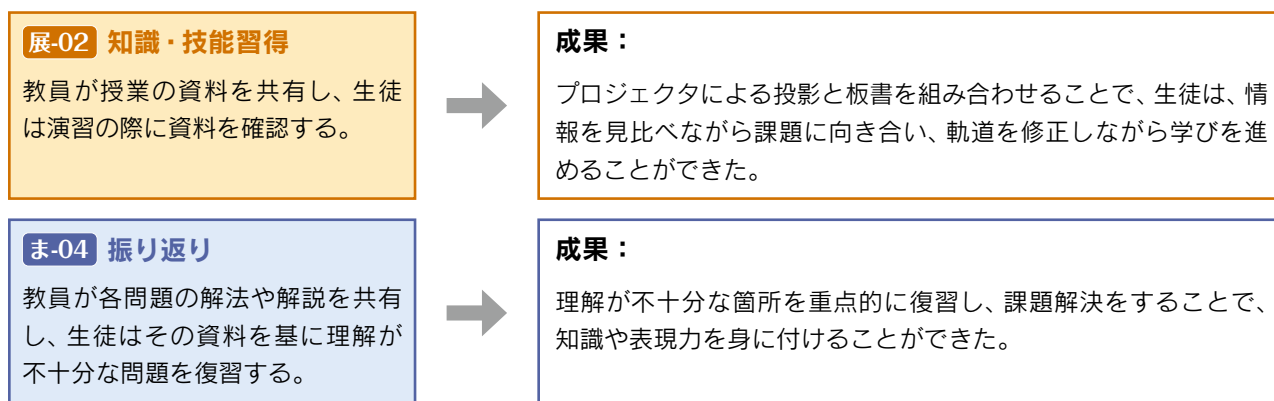 展-02 知識・技能習得
教員が授業の資料を共有し、生徒
は演習の際に資料を確認する。
成果：
プロジェクタによる投影と板書を組み合わせることで、生徒は、情
報を見比べながら課題に向き合い、軌道を修正しながら学びを進
めることができた。
ま-04 振り返り
教員が各問題の解法や解説を共有
し、生徒はその資料を基に理解が
不十分な問題を復習する。
成果：
理解が不十分な箇所を重点的に復習し、課題解決をすることで、
知識や表現力を身に付けることができた。